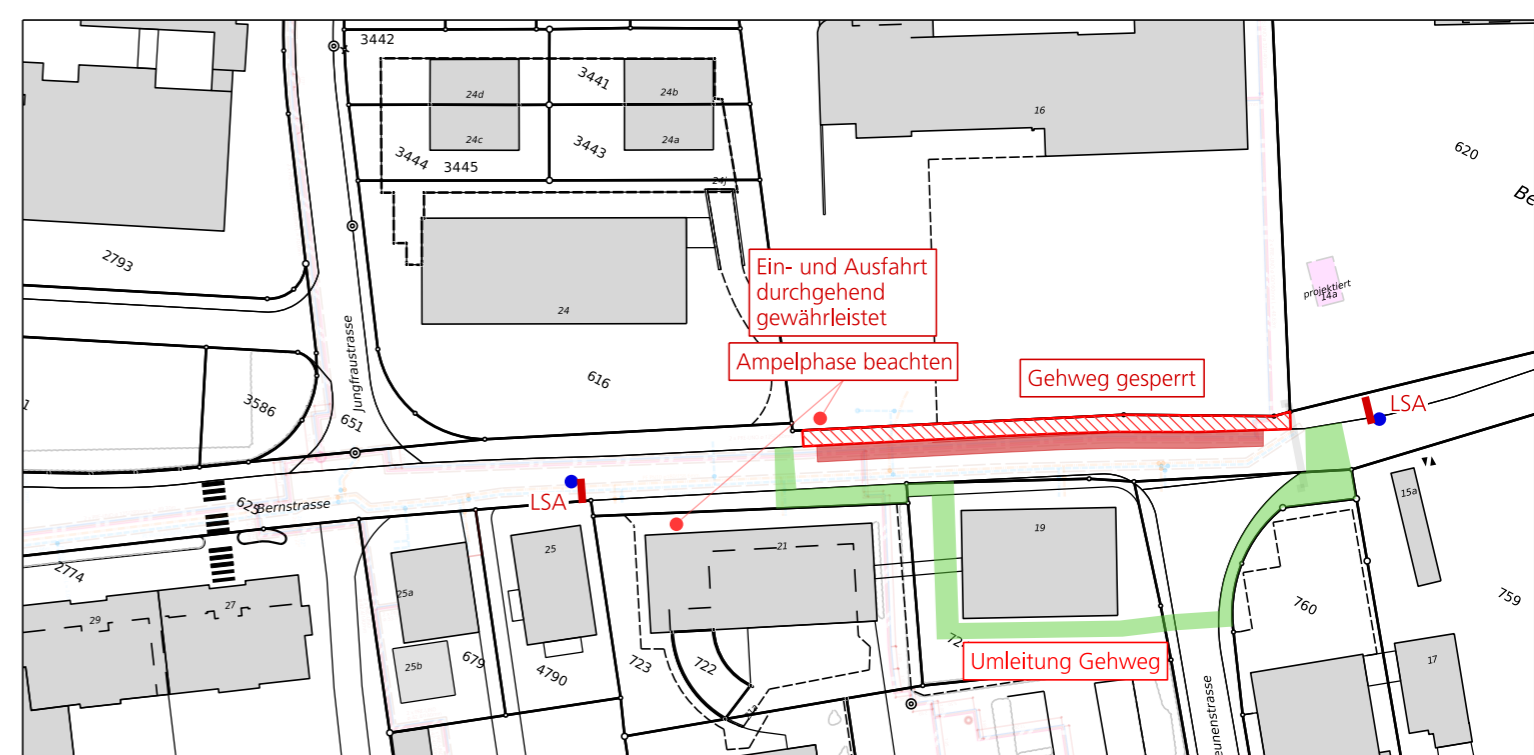 3442
3441
24d
24b
24c
24a
3444
3445
3443
24j
16
620
2793
24
616
Jungfraustrasse
3586
651
Ein- und Ausfahrt
durchgehend
gewährleistet
Ampelphase beachten
Gehweg gesperrt
projektiert
14a
LSA
LSA
625
Bernstrasse
2774
29
27
25a
25b
25
679
4790
21
723
722
19
Umleitung Gehweg
760
15a
759
17